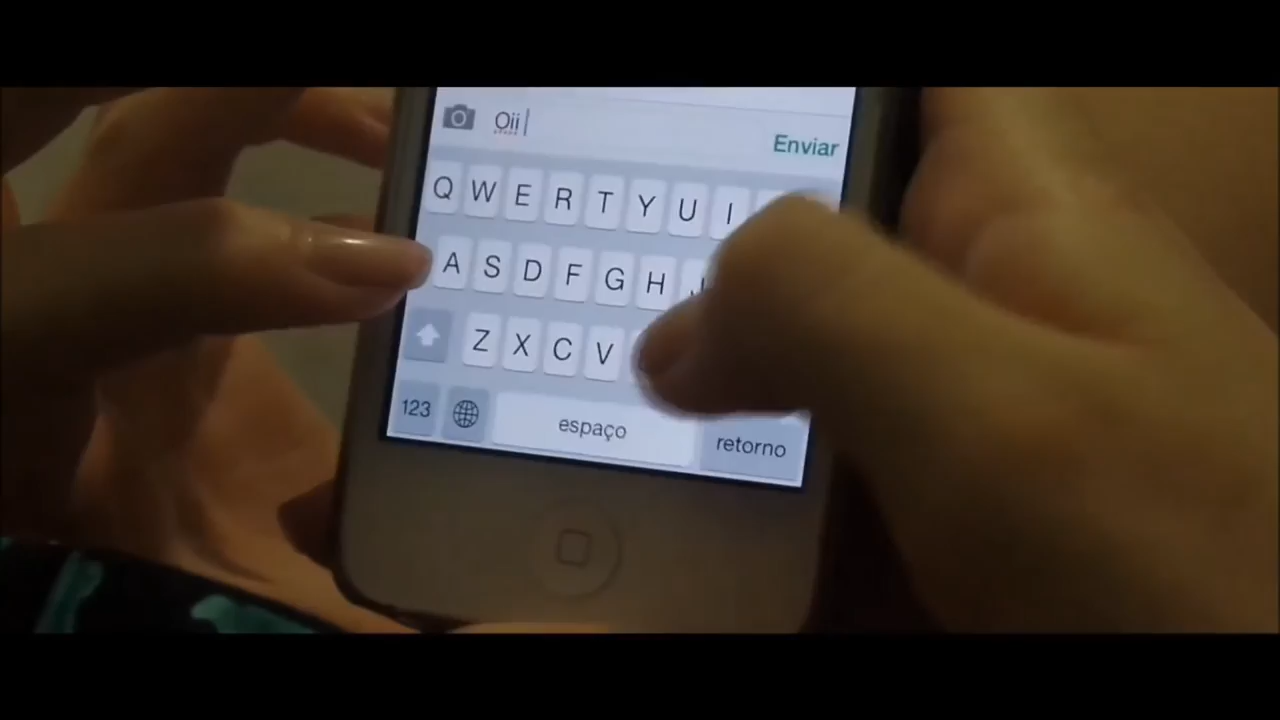 Oii
Enviar
Q W E R T Y U I
A S D F G H J
Z X C V
123 espaço retorno